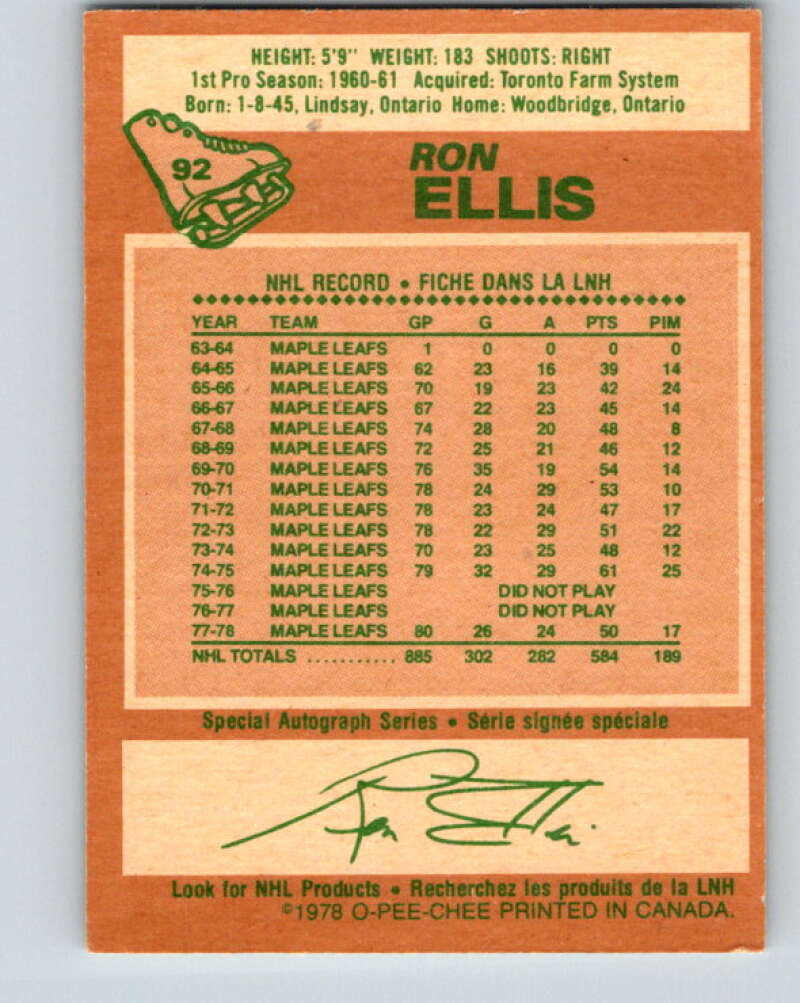 HEIGHT: 5'9" WEIGHT: 183 SHOOTS: RIGHT
1st Pro Season: 1960-61 Acquired: Toronto Farm System
Born: 1-8-45, Lindsay, Ontario Home: Woodbridge, Ontario
92
RON
ELLIS
NHL RECORD • FICHE DANS LA LNH
YEAR TEAM GP G A PTS PIM
63-64 MAPLE LEAFS 1 0 0 0 0
64-65 MAPLE LEAFS 62 23 16 39 14
65-66 MAPLE LEAFS 70 19 23 42 24
66-67 MAPLE LEAFS 67 22 23 45 14
67-68 MAPLE LEAFS 74 28 20 48 8
68-69 MAPLE LEAFS 72 25 21 46 12
69-70 MAPLE LEAFS 76 35 19 54 14
70-71 MAPLE LEAFS 78 24 29 53 10
71-72 MAPLE LEAFS 78 23 24 47 17
72-73 MAPLE LEAFS 78 22 29 51 22
73-74 MAPLE LEAFS 70 23 25 48 12
74-75 MAPLE LEAFS 79 32 29 61 25
75-76 MAPLE LEAFS DID NOT PLAY
76-77 MAPLE LEAFS DID NOT PLAY
77-78 MAPLE LEAFS 80 26 24 50 17
NHL TOTALS ........... 885 302 282 584 189
Special Autograph Series • Série signée spéciale
Ron Ellis
Look for NHL Products • Recherchez les produits de la LNH
©1978 O-PEE-CHEE PRINTED IN CANADA.